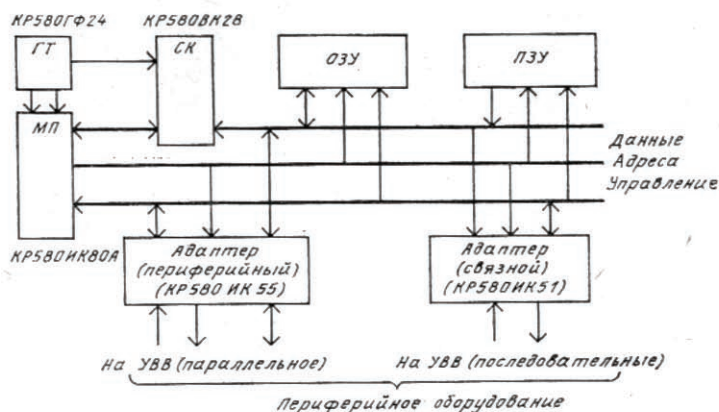 КР580ГФ24 КР580ВК28
ГТ
СК
ОЗУ
ПЗУ
МП
Данные
Адреса
Управление
КР580ИК80А
Адаптер
(периферийный)
(КР580 ИК 55)
Адаптер
(связной)
(КР580ИК51)
На УВВ (параллельное)
На УВВ (последовательные)
Периферийное оборудование